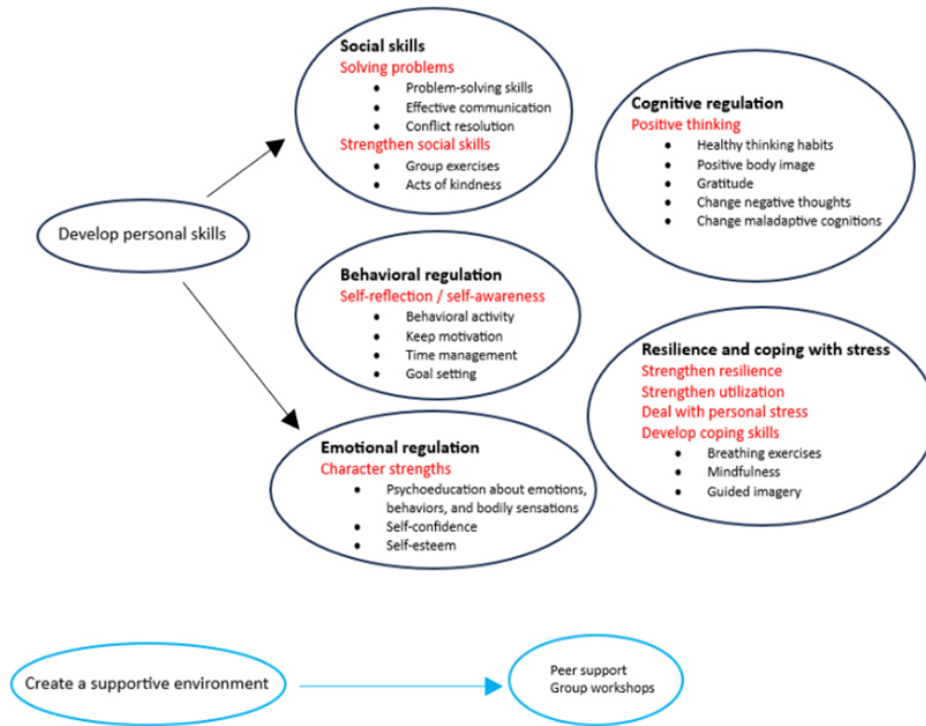 Social skills
Solving problems
• Problem-solving skills
• Effective communication
• Conflict resolution
Strengthen social skills
• Group exercises
• Acts of kindness
Cognitive regulation
Positive thinking
• Healthy thinking habits
• Positive body image
• Gratitude
• Change negative thoughts
• Change maladaptive cognitions
Develop personal skills
Behavioral regulation
Self-reflection / self-awareness
• Behavioral activity
• Keep motivation
• Time management
• Goal setting
Resilience and coping with stress
Strengthen resilience
Strengthen utilization
Deal with personal stress
Develop coping skills
• Breathing exercises
• Mindfulness
• Guided imagery
Emotional regulation
Character strengths
• Psychoeducation about emotions,
behaviors, and bodily sensations
• Self-confidence
• Self-esteem
Create a supportive environment
Peer support
Group workshops